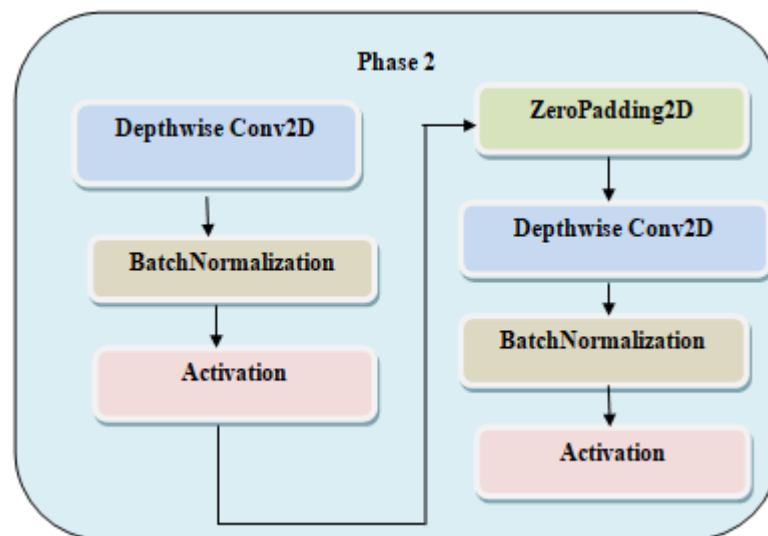 Phase 2
Depthwise Conv2D
BatchNormalization
Activation
ZeroPadding2D
Depthwise Conv2D
BatchNormalization
Activation